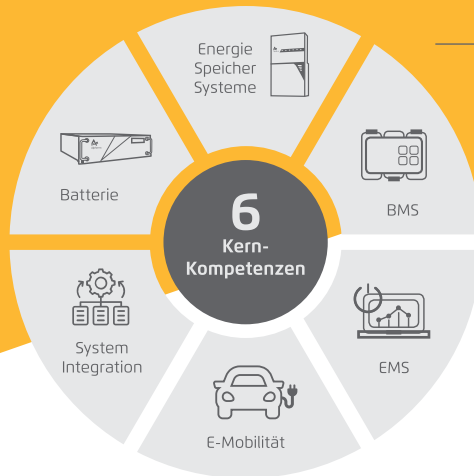 Energie
Speicher
Systeme
BMS
EMS
E-Mobilität
System
Integration
Batterie
6
Kern-
Kompetenzen